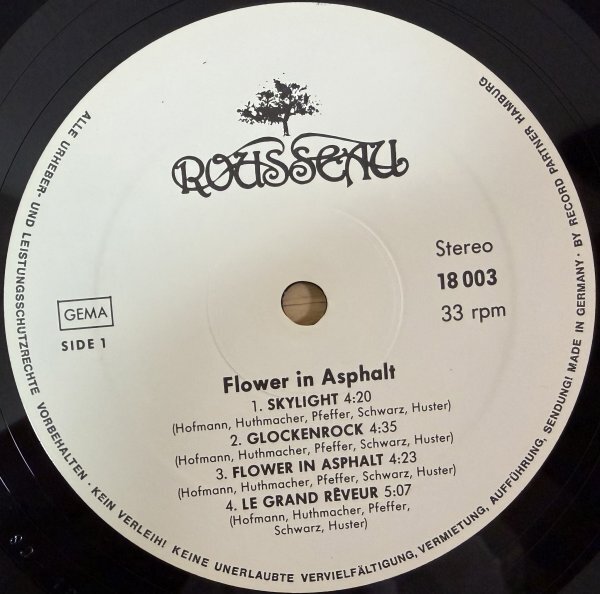 ROUSSEAU
Stereo
18 003
33 rpm
GEMA
SIDE 1
Flower in Asphalt
1. SKYLIGHT 4:20
(Hofmann, Huthmacher, Pfeffer, Schwarz, Huster)
2. GLOCKENROCK 4:35
(Hofmann, Huthmacher, Pfeffer, Schwarz, Huster)
3. FLOWER IN ASPHALT 4:23
(Hofmann, Huthmacher, Pfeffer, Schwarz, Huster)
4. LE GRAND RÊVEUR 5:07
(Hofmann, Huthmacher, Pfeffer,
Schwarz, Huster)
ALLE URHEBER- UND LEISTUNGSSCHUTZRECHTE VORBEHALTEN · KEIN VERLEIH! KEINE UNERLAUBTE VERVIELFÄLTIGUNG, VERMIETUNG, AUFFÜHRUNG, SENDUNG! MADE IN GERMANY · BY RECORD PARTNER HAMBURG